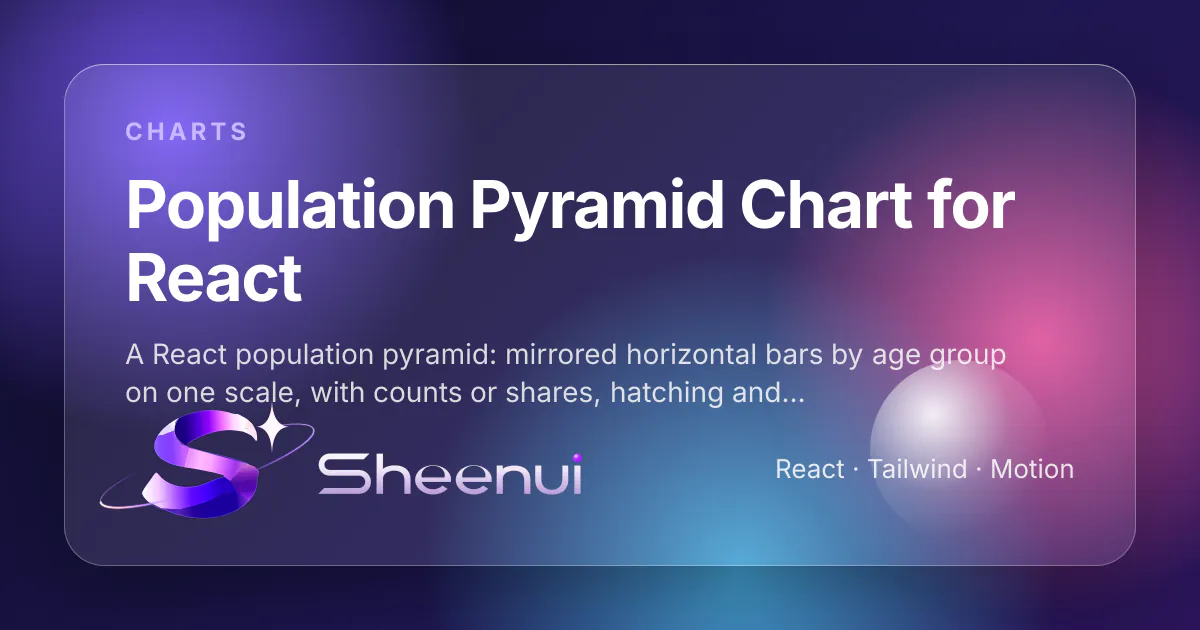 CHARTS
Population Pyramid Chart for
React
A React population pyramid: mirrored horizontal bars by age group
on one scale, with counts or shares, hatching and...
Sheenui
React · Tailwind · Motion